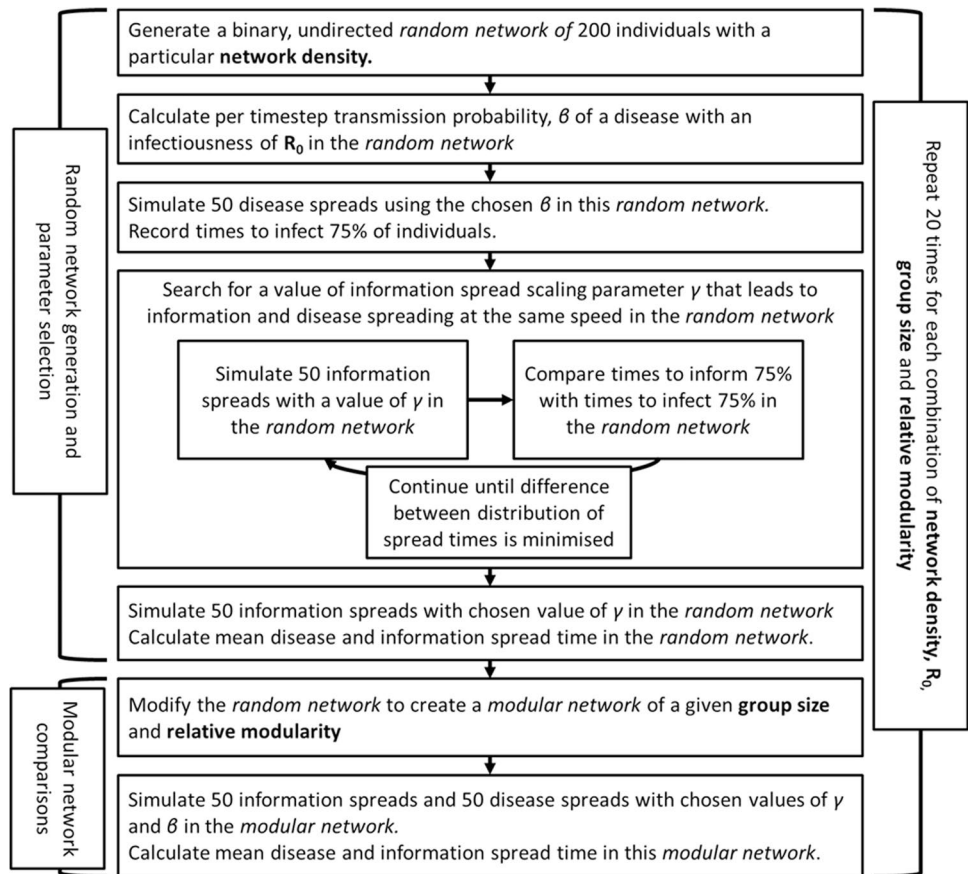 Generate a binary, undirected random network of 200 individuals with a
particular network density.
Calculate per timestep transmission probability, β of a disease with an
infectiousness of R0 in the random network
Simulate 50 disease spreads using the chosen β in this random network.
Record times to infect 75% of individuals.
Search for a value of information spread scaling parameter γ that leads to
information and disease spreading at the same speed in the random network
Simulate 50 information
spreads with a value of γ in
the random network
Compare times to inform 75%
with times to infect 75% in
the random network
Continue until difference
between distribution of
spread times is minimised
Simulate 50 information spreads with chosen value of γ in the random network
Calculate mean disease and information spread time in the random network.
Modify the random network to create a modular network of a given group size
and relative modularity
Simulate 50 information spreads and 50 disease spreads with chosen values of γ
and β in the modular network.
Calculate mean disease and information spread time in this modular network.
Random network generation and
parameter selection
Modular network
comparisons
Repeat 20 times for each combination of network density, R0,
group size and relative modularity